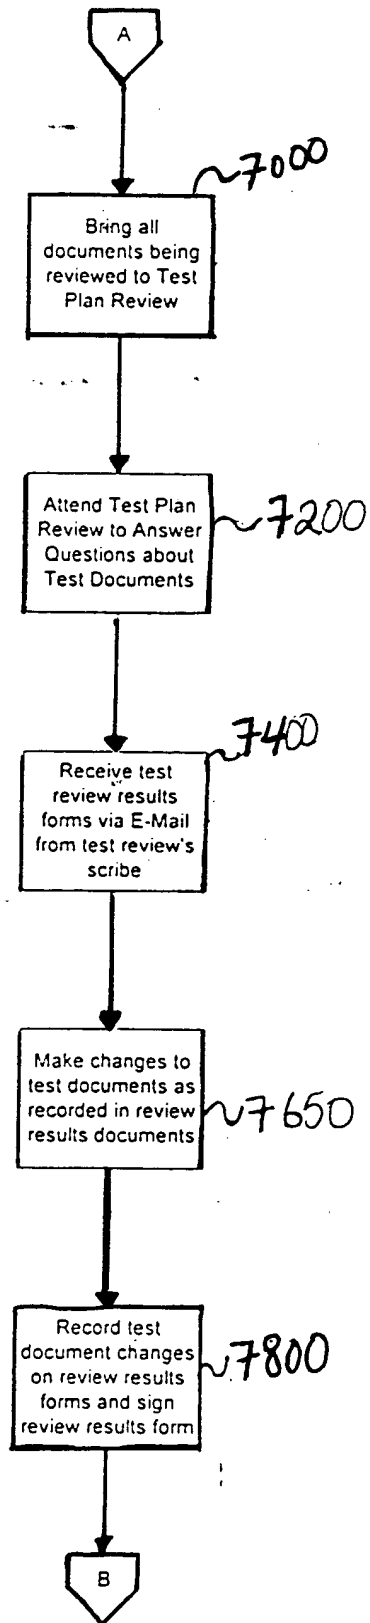 A
7000
Bring all
documents being
reviewed to Test
Plan Review
Attend Test Plan
Review to Answer
Questions about
Test Documents
7200
7400
Receive test
review results
forms via E-Mail
from test review's
scribe
Make changes to
test documents as
recorded in review
results documents
7650
Record test
document changes
on review results
forms and sign
review results form
7800
B